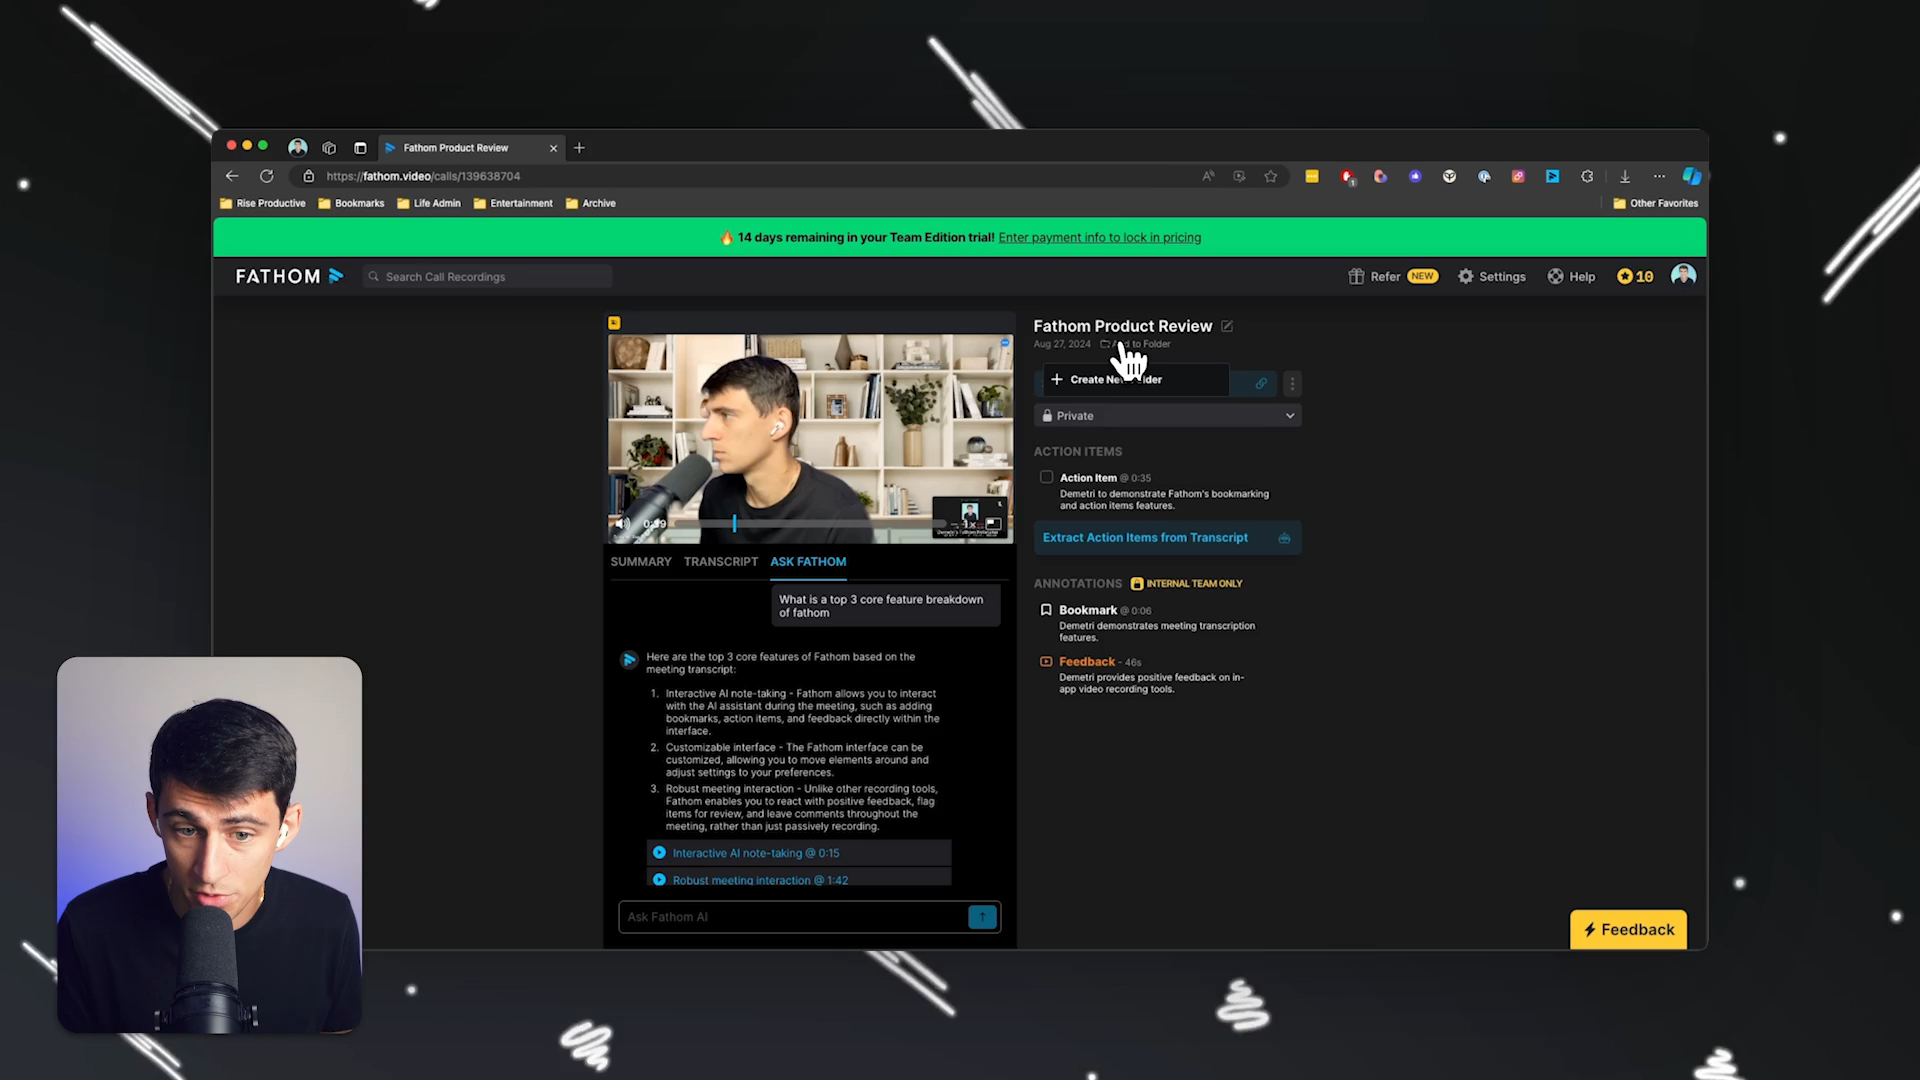 Fathom Product Review
https://fathom.video/calls/139638704
Rise Productive
Bookmarks
Life Admin
Entertainment
Archive
Other Favorites
14 days remaining in your Team Edition trial! Enter payment info to lock in pricing
FATHOM
Search Call Recordings
Refer
NEW
Settings
Help
10
Fathom Product Review
Aug 27, 2024
to Folder
Create
Private
ACTION ITEMS
Action Item @ 0:35
Demetri to demonstrate Fathom's bookmarking
and action items features.
Extract Action Items from Transcript
ANNOTATIONS
INTERNAL TEAM ONLY
Bookmark @ 0:06
Demetri demonstrates meeting transcription
features.
Feedback - 46s
Demetri provides positive feedback on in-
app video recording tools.
SUMMARY
TRANSCRIPT
ASK FATHOM
What is a top 3 core feature breakdown
of fathom
Here are the top 3 core features of Fathom based on the
meeting transcript:
1. Interactive AI note-taking - Fathom allows you to interact
with the AI assistant during the meeting, such as adding
bookmarks, action items, and feedback directly within the
interface.
2. Customizable interface - The Fathom interface can be
customized, allowing you to move elements around and
adjust settings to your preferences.
3. Robust meeting interaction - Unlike other recording tools,
Fathom enables you to react with positive feedback, flag
items for review, and leave comments throughout the
meeting, rather than just passively recording.
Interactive AI note-taking @ 0:15
Robust meeting interaction @ 1:42
Ask Fathom AI
Feedback